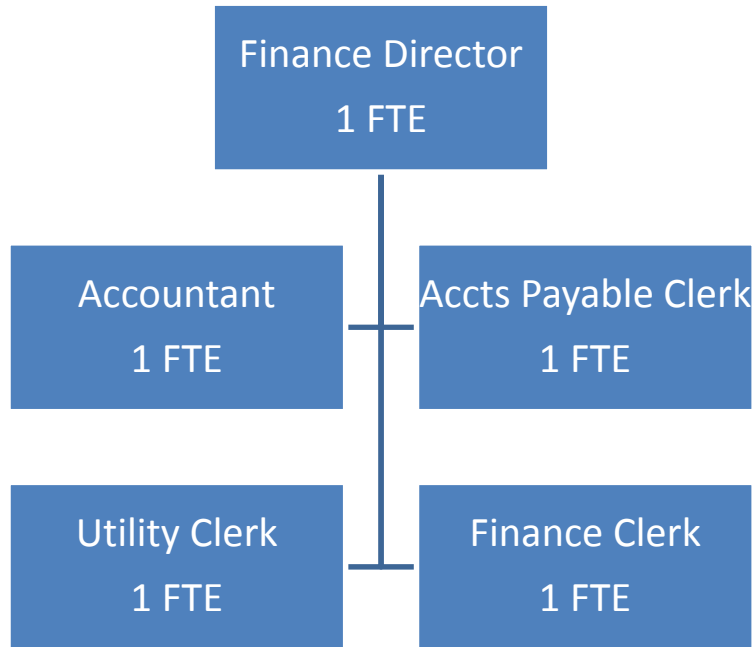 Finance Director
1 FTE
Accountant
1 FTE
Accts Payable Clerk
1 FTE
Utility Clerk
1 FTE
Finance Clerk
1 FTE